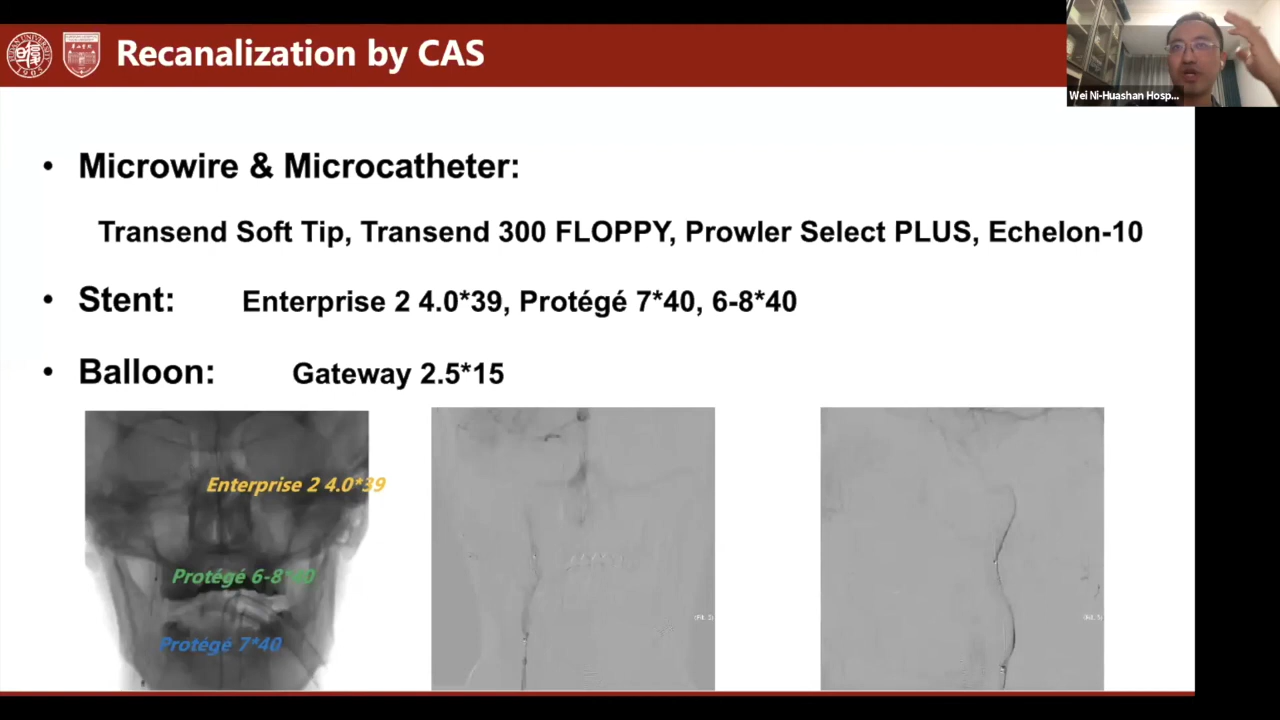 Recanalization by CAS
Wei Ni-Huashan Hosp...
• Microwire & Microcatheter:
Transend Soft Tip, Transend 300 FLOPPY, Prowler Select PLUS, Echelon-10
• Stent: Enterprise 2 4.0*39, Protégé 7*40, 6-8*40
• Balloon: Gateway 2.5*15
Enterprise 2 4.0*39
Protégé 6-8*40
Protégé 7*40